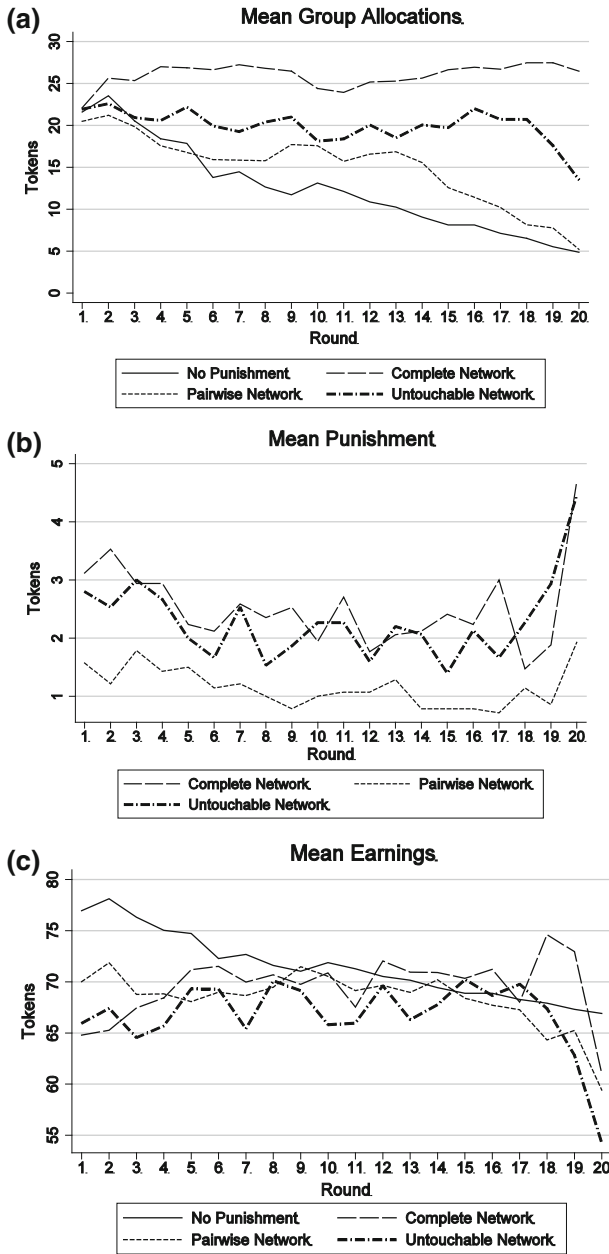 (a)
Mean Group Allocations.
30
25
20
15
10
5
0
Tokens
1. 2. 3. 4. 5. 6. 7. 8. 9. 10. 11. 12. 13. 14. 15. 16. 17. 18. 19. 20.
Round.
No Punishment. Complete Network.
Pairwise Network. Untouchable Network.
(b)
Mean Punishment.
5
4
3
2
1
Tokens
1. 2. 3. 4. 5. 6. 7. 8. 9. 10. 11. 12. 13. 14. 15. 16. 17. 18. 19. 20.
Round.
Complete Network. Pairwise Network.
Untouchable Network.
(c)
Mean Earnings.
80
75
70
65
60
55
Tokens
1. 2. 3. 4. 5. 6. 7. 8. 9. 10. 11. 12. 13. 14. 15. 16. 17. 18. 19. 20.
Round.
No Punishment. Complete Network.
Pairwise Network. Untouchable Network.